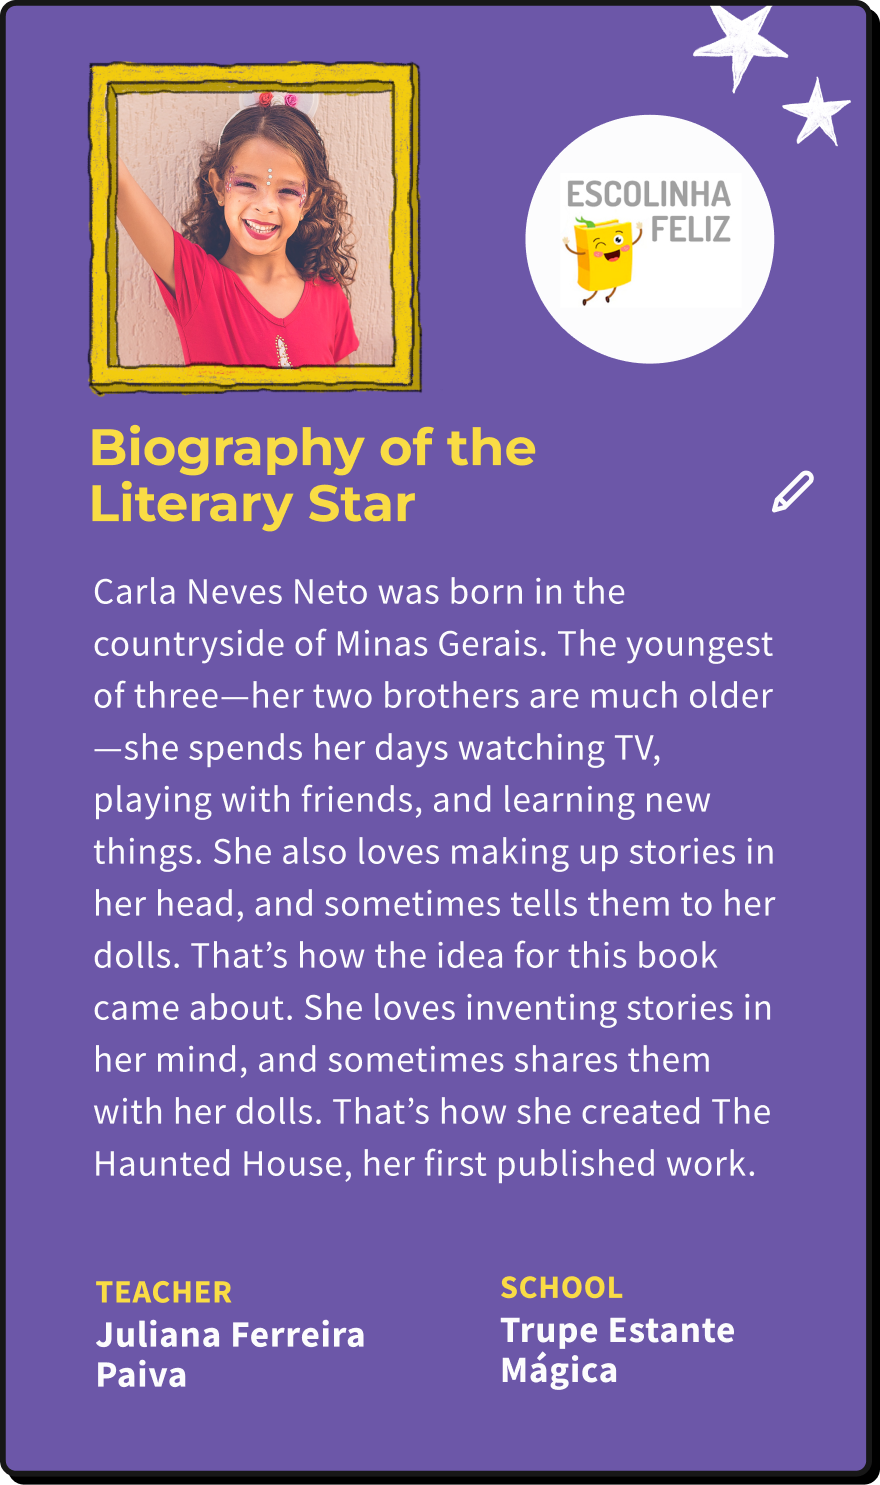 ESCOLINHA
FELIZ
Biography of the
Literary Star
Carla Neves Neto was born in the
countryside of Minas Gerais. The youngest
of three—her two brothers are much older
—she spends her days watching TV,
playing with friends, and learning new
things. She also loves making up stories in
her head, and sometimes tells them to her
dolls. That’s how the idea for this book
came about. She loves inventing stories in
her mind, and sometimes shares them
with her dolls. That’s how she created The
Haunted House, her first published work.
TEACHER
Juliana Ferreira
Paiva
SCHOOL
Trupe Estante
Mágica